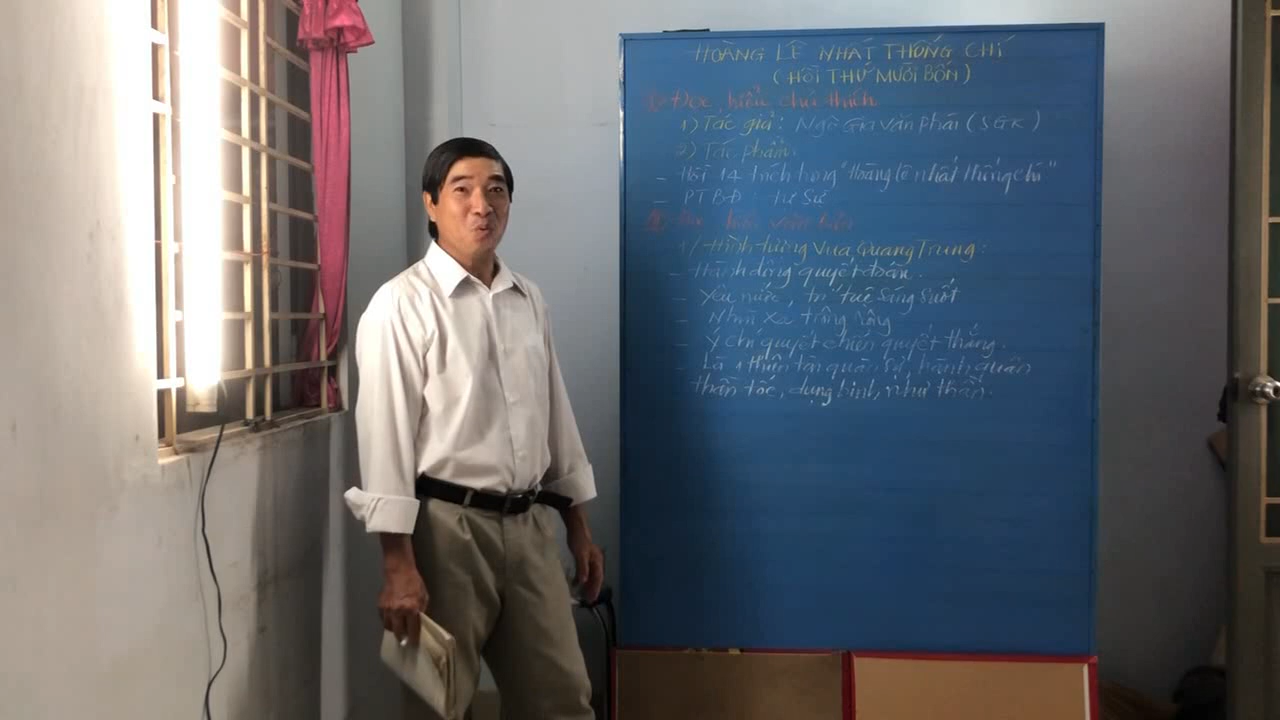 HOÀNG LÊ NHẤT THỐNG CHÍ
(HỒI THỨ MƯỜI BỐN)
I) Đọc, hiểu chú thích
1) Tác giả: Ngô Gia Văn Phái (SGK)
2) Tác phẩm.
- Hồi 14 trích trong "Hoàng lê nhất thống chí"
- PTBĐ tự sự
II) Đọc hiểu văn bản
1/ Hình tượng Vua Quang Trung:
- Hành động quyết đoán.
- Yêu nước, trí tuệ sáng suốt
- Nhìn xa trông rộng
- Ý chí quyết chiến quyết thắng.
- Là 1 thiên tài quân sự, hành quân
thần tốc, dụng binh như thần.